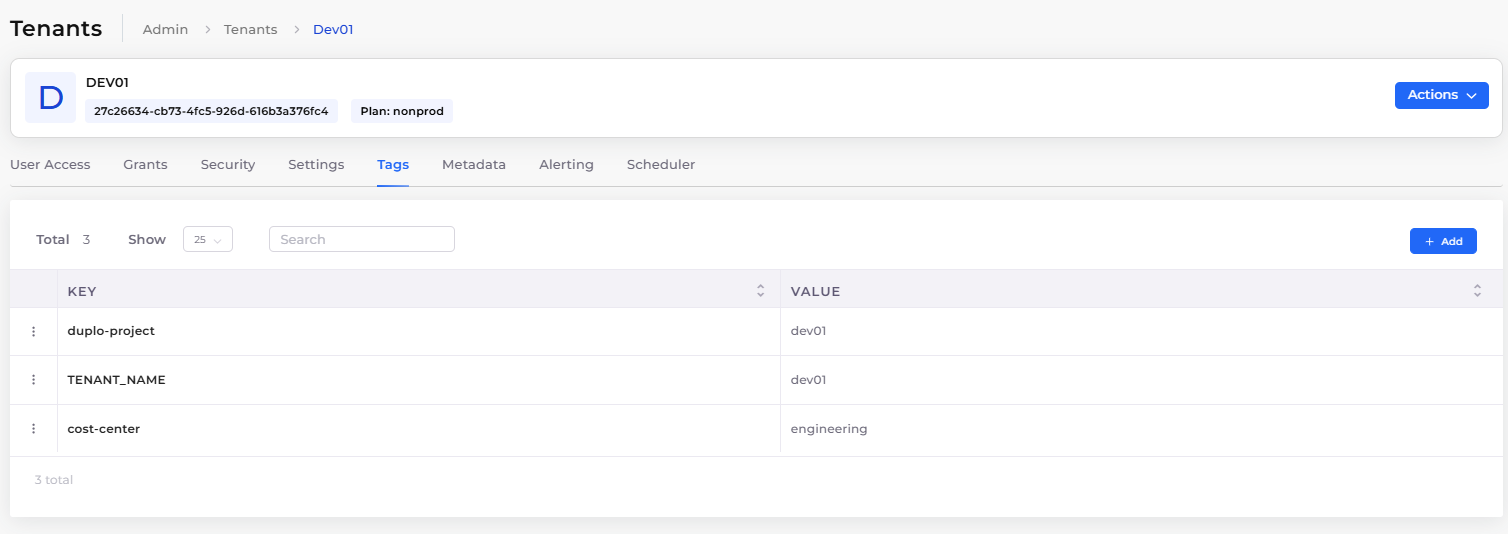 Tenants Admin > Tenants > Dev01
D
DEV01
27c26634-cb73-4fc5-926d-616b3a376fc4 Plan: nonprod
Actions
User Access Grants Security Settings Tags Metadata Alerting Scheduler
Total 3 Show 25 Search
+ Add
KEY VALUE
duplo-project dev01
TENANT_NAME dev01
cost-center engineering
3 total